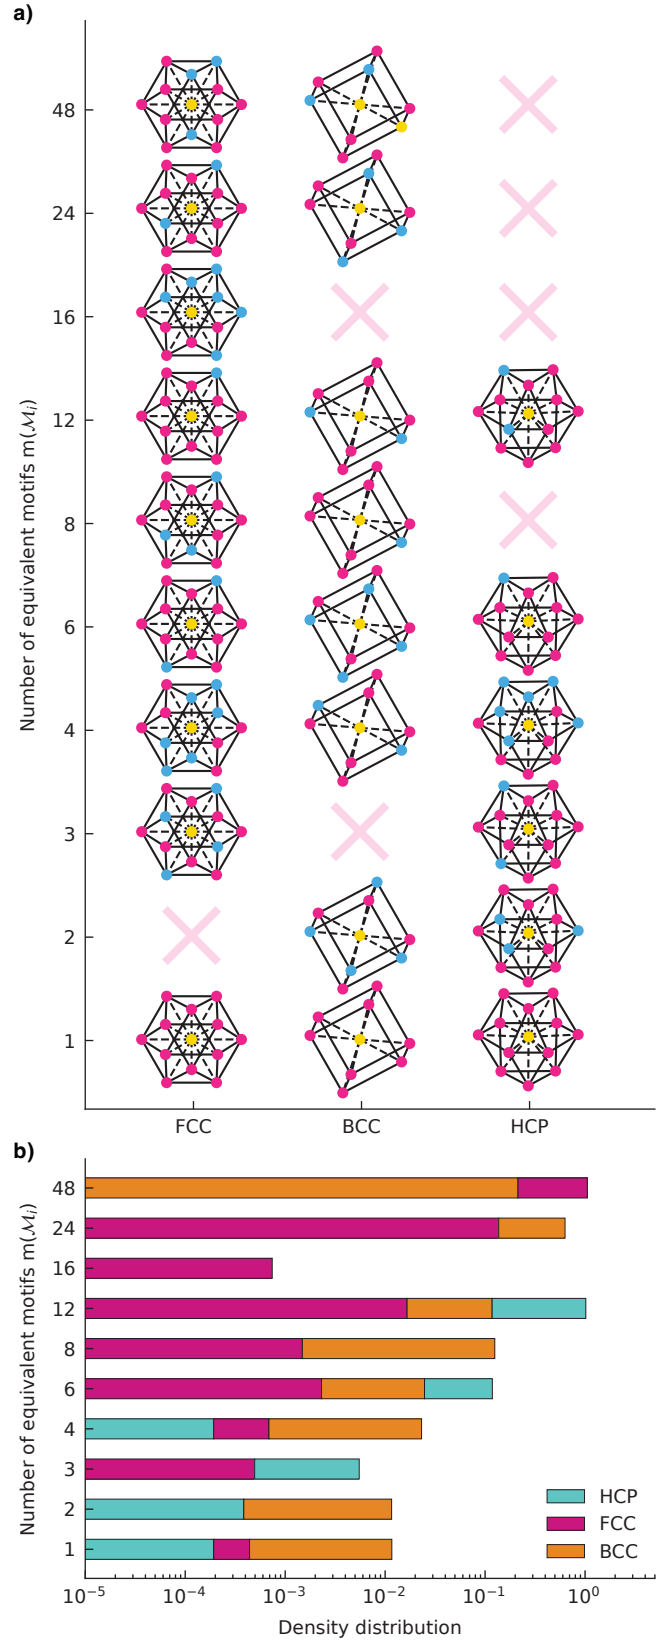 a)
48
24
16
12
8
6
4
3
2
1
Number of equivalent motifs m(ℳᵢ)
FCC BCC HCP
b)
48
24
16
12
8
6
4
3
2
1
Number of equivalent motifs m(ℳᵢ)
HCP
FCC
BCC
10⁻⁵ 10⁻⁴ 10⁻³ 10⁻² 10⁻¹ 10⁰
Density distribution